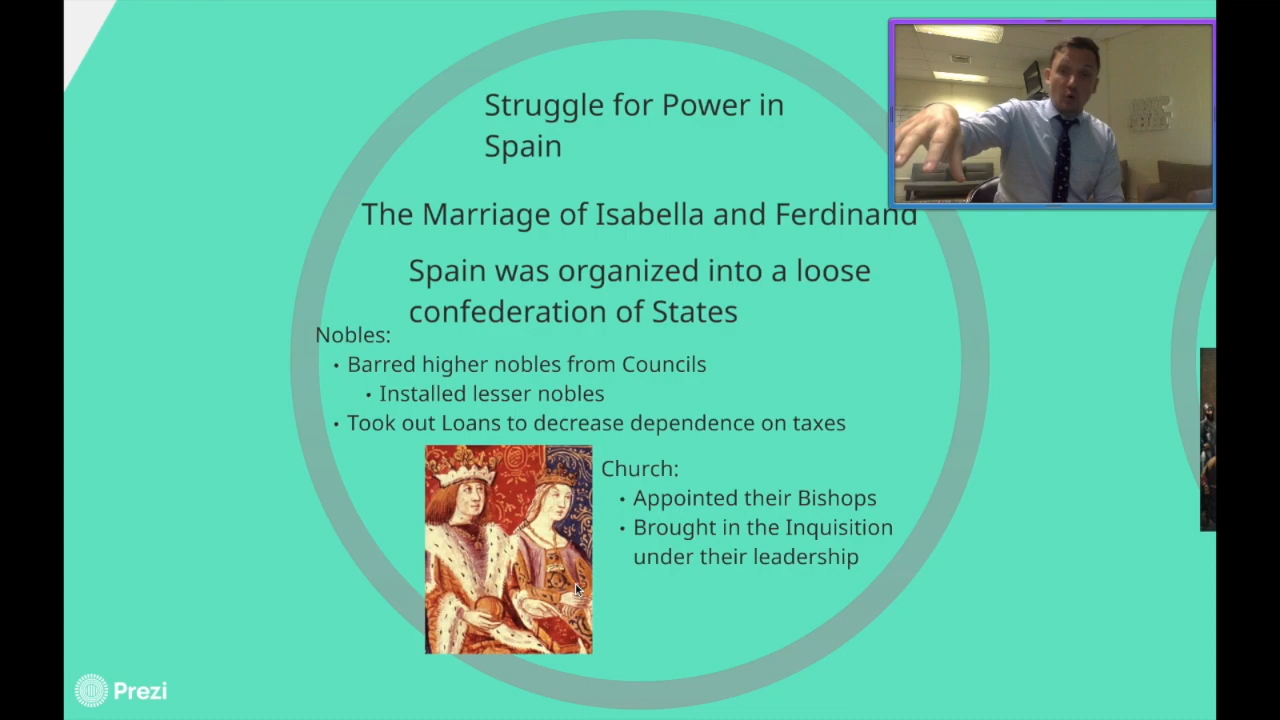 Struggle for Power in
Spain
The Marriage of Isabella and Ferdinand
Spain was organized into a loose
confederation of States
Nobles:
• Barred higher nobles from Councils
• Installed lesser nobles
• Took out Loans to decrease dependence on taxes
Church:
• Appointed their Bishops
• Brought in the Inquisition
under their leadership
Prezi